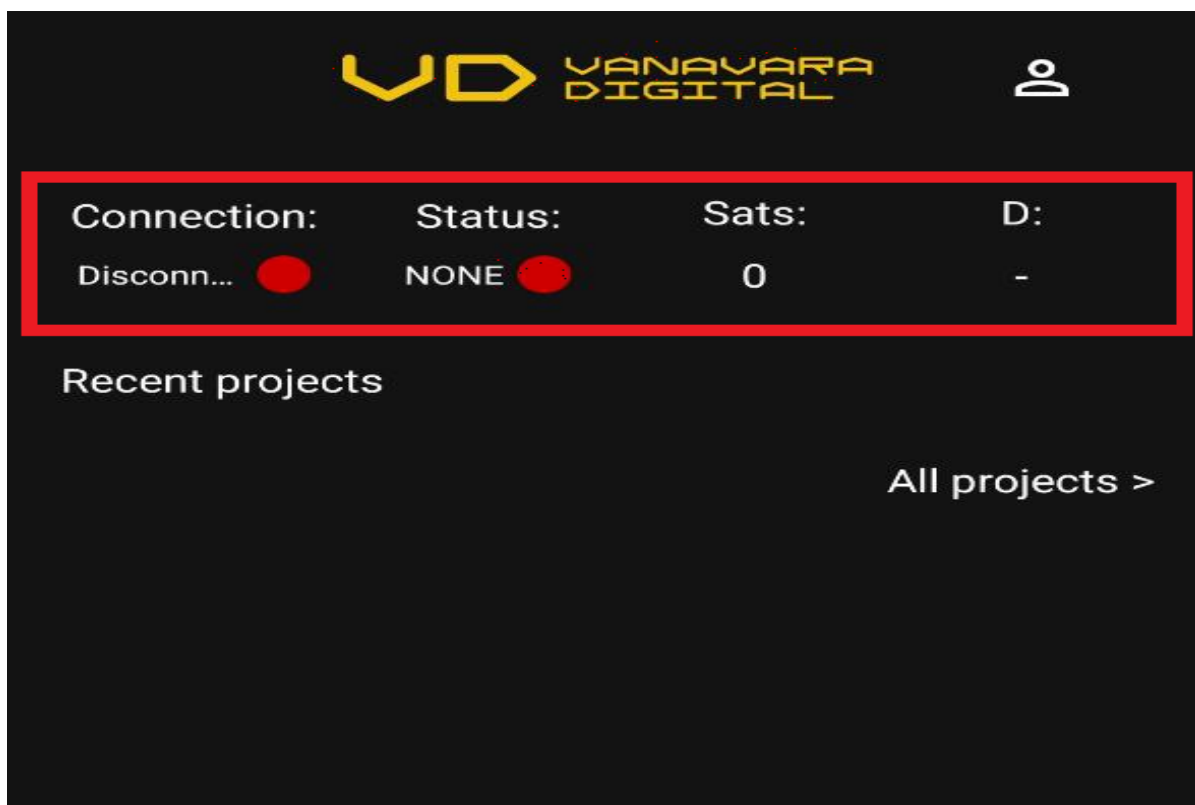 VD VANAVARA
DIGITAL
Connection: Status: Sats: D:
Disconn... NONE 0 -
Recent projects
All projects >